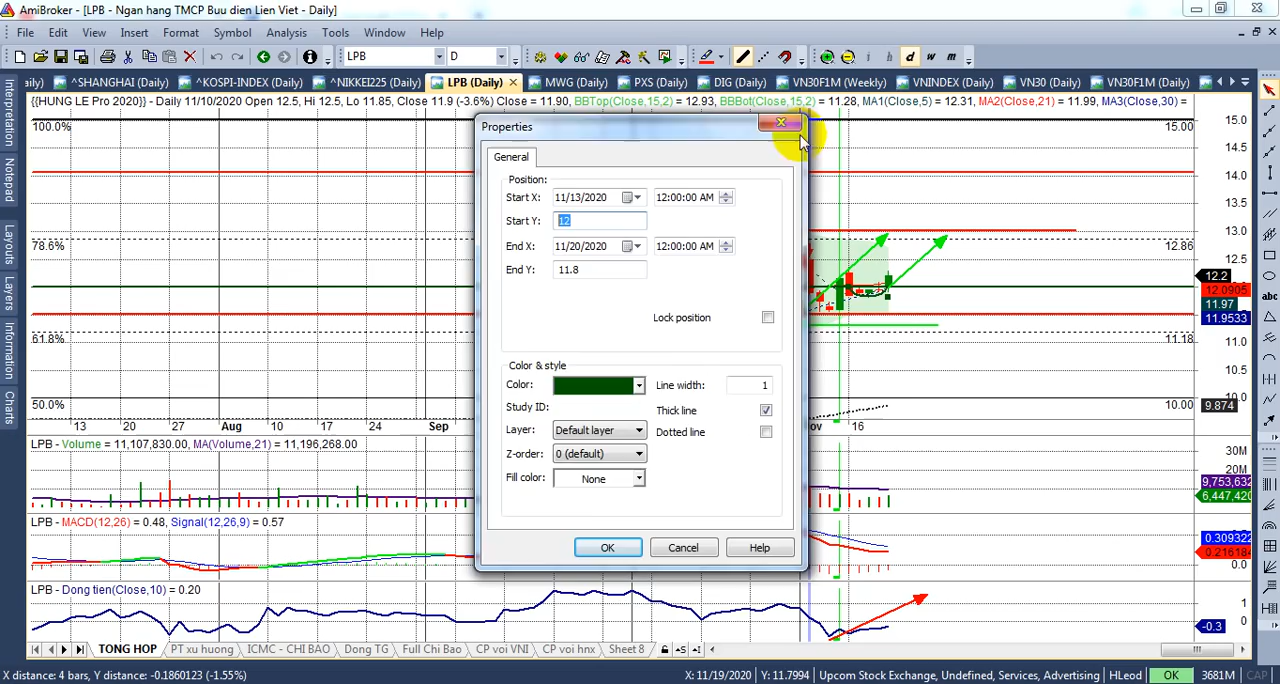 AmiBroker - [LPB - Ngan hang TMCP Buu dien Lien Viet - Daily]
File Edit View Insert Format Symbol Analysis Tools Window Help
LPB D i h d w m
ily) ^SHANGHAI (Daily) ^KOSPI-INDEX (Daily) ^NIKKEI225 (Daily) LPB (Daily) MWG (Daily) PXS (Daily) DIG (Daily) VN30F1M (Weekly) VNINDEX (Daily) VN30 (Daily) VN30F1M (Daily)
{{HUNG LE Pro 2020}} - Daily 11/10/2020 Open 12.5, Hi 12.5, Lo 11.85, Close 11.9 (-3.6%) Close = 11.90, BBTop(Close,15,2) = 12.93, BBBot(Close,15,2) = 11.28, MA1(Close,5) = 12.31, MA2(Close,21) = 11.99, MA3(Close,30) =
Interpretation
Notepad
Layouts
Layers
Information
Charts
100.0% 15.00 15.0
14.5
14.0
13.5
13.0
78.6% 12.86
12.5
12.2
12.0905
11.97
11.9533
61.8% 11.18
11.0
10.5
50.0% 10.00 10.0
9.874
13 20 27 Aug 17 24 Sep ov 16
Properties
General
Position:
Start X: 11/13/2020 12:00:00 AM
Start Y: 12
End X: 11/20/2020 12:00:00 AM
End Y: 11.8
Lock position
Color & style
Color: Line width: 1
Study ID: Thick line
Layer: Default layer Dotted line
Z-order: 0 (default)
Fill color: None
OK Cancel Help
LPB - Volume = 11,107,830.00, MA(Volume,21) = 11,196,268.00
30M
20M
9,753,632
6,447,420
LPB - MACD(12,26) = 0.48, Signal(12,26,9) = 0.57
0.309322
0.216184
0.0
LPB - Dong tien(Close,10) = 0.20
1
0
-0.3
TONG HOP PT xu huong ICMC - CHI BAO Dong TG Full Chi Bao CP voi VNI CP voi hnx Sheet 8
X distance: 4 bars, Y distance: -0.1860123 (-1.55%) X: 11/19/2020 Y: 11.7994 Upcom Stock Exchange, Undefined, Services, Advertising HLeod OK 3681M CAP
abc